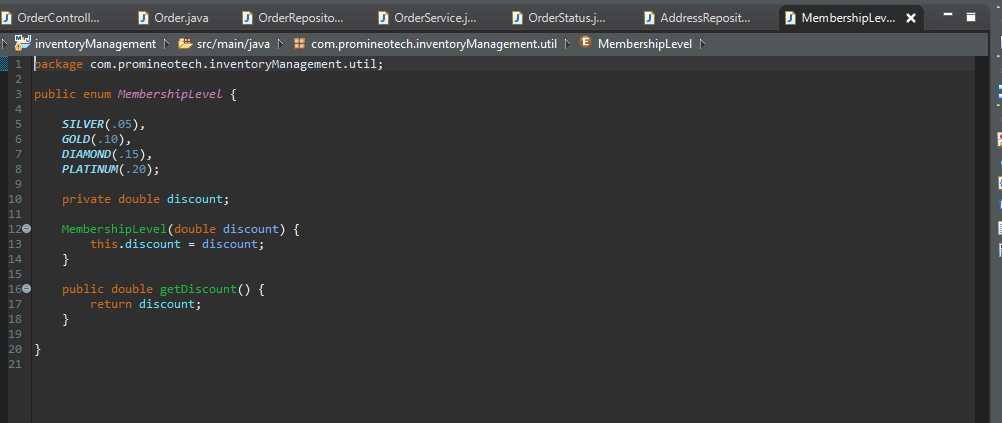 OrderControll... Order.java OrderReposito... OrderService.j... OrderStatus.j... AddressReposit... MembershipLev...
inventoryManagement src/main/java com.promineotech.inventoryManagement.util MembershipLevel
1 package com.promineotech.inventoryManagement.util;
2
3 public enum MembershipLevel {
4
5 SILVER(.05),
6 GOLD(.10),
7 DIAMOND(.15),
8 PLATINUM(.20);
9
10 private double discount;
11
12 MembershipLevel(double discount) {
13 this.discount = discount;
14 }
15
16 public double getDiscount() {
17 return discount;
18 }
19
20 }
21